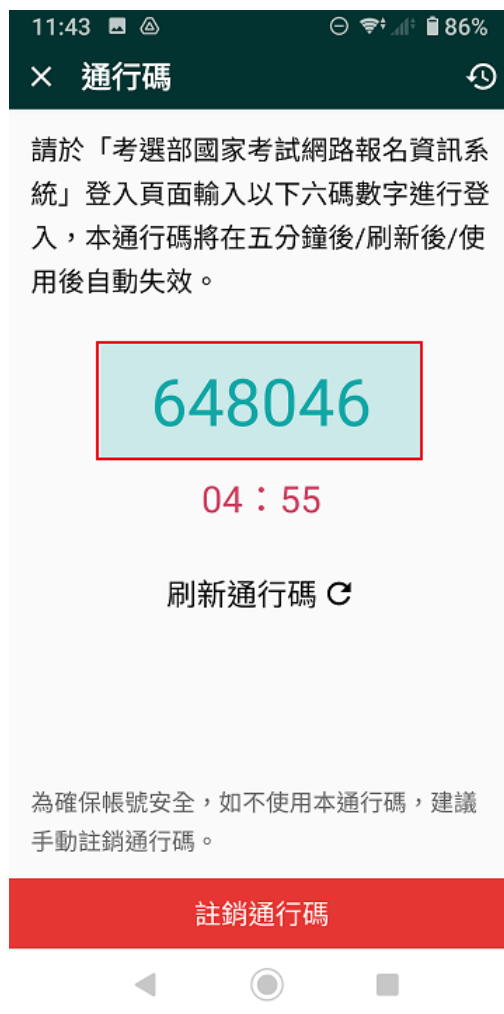 11:43 86%
通行碼
請於「考選部國家考試網路報名資訊系
統」登入頁面輸入以下六碼數字進行登
入，本通行碼將在五分鐘後/刷新後/使
用後自動失效。
648046
04：55
刷新通行碼
為確保帳號安全，如不使用本通行碼，建議
手動註銷通行碼。
註銷通行碼